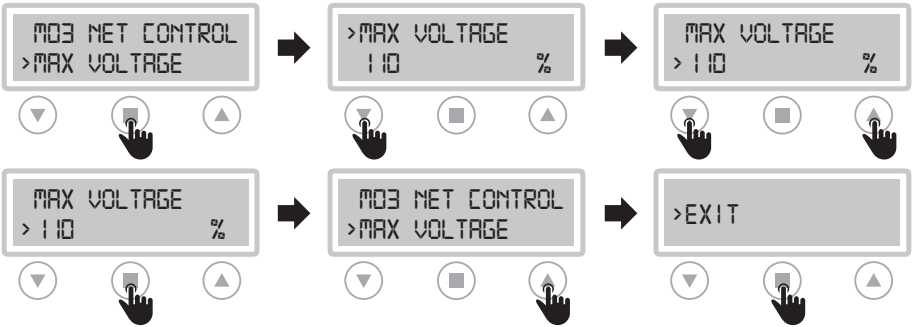 MD3 NET CONTROL
>MAX VOLTAGE
>MAX VOLTAGE
110 %
MAX VOLTAGE
>110 %
MAX VOLTAGE
>110 %
MD3 NET CONTROL
>MAX VOLTAGE
>EXIT